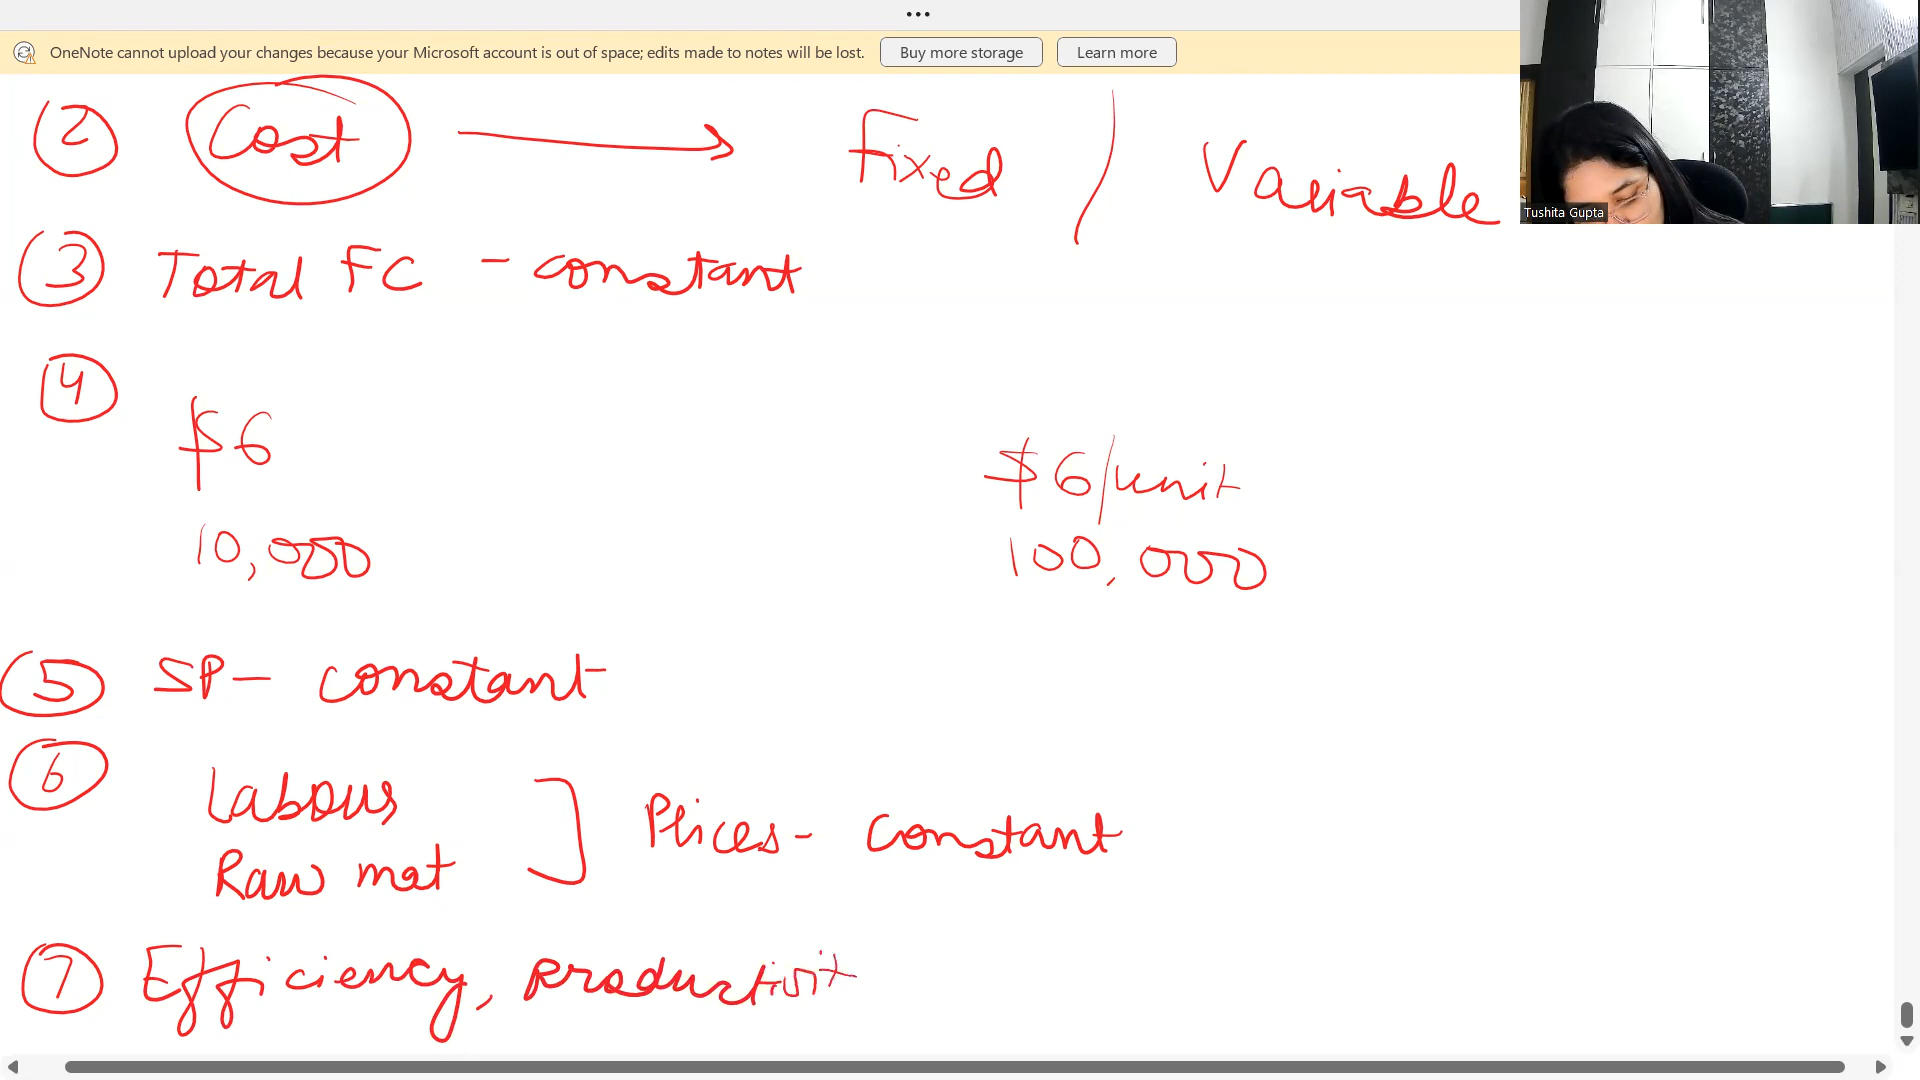 •••
OneNote cannot upload your changes because your Microsoft account is out of space; edits made to notes will be lost. Buy more storage Learn more
② Cost → Fixed / Variable
Tushita Gupta
③ Total FC - constant
④
$6 $6/unit
10,000 100,000
⑤ SP - constant
⑥
Labour
Raw mat ] Prices - constant
⑦ Efficiency, productivit